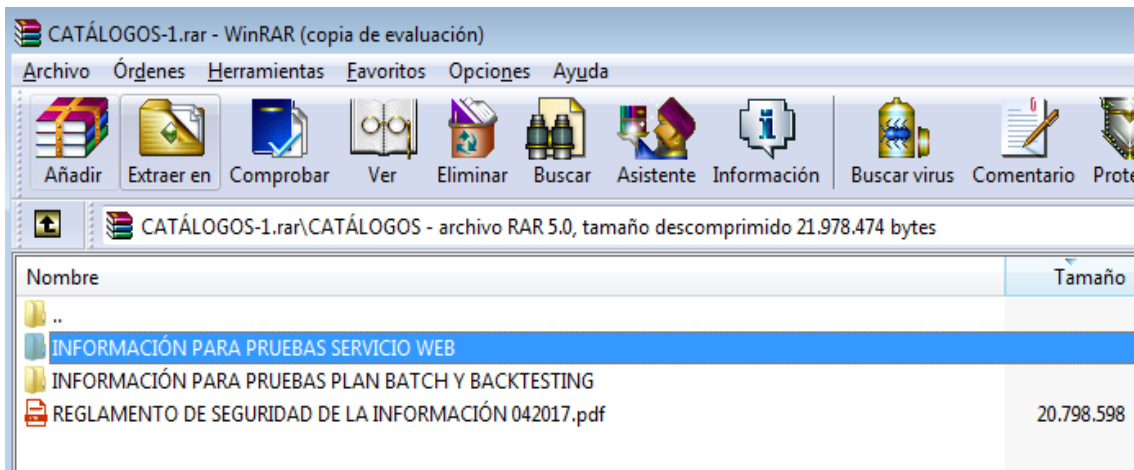 CATÁLOGOS-1.rar - WinRAR (copia de evaluación)
Archivo Órdenes Herramientas Favoritos Opciones Ayuda
Añadir Extraer en Comprobar Ver Eliminar Buscar Asistente Información Buscar virus Comentario Prote
CATÁLOGOS-1.rar\CATÁLOGOS - archivo RAR 5.0, tamaño descomprimido 21.978.474 bytes
Nombre Tamaño
..
INFORMACIÓN PARA PRUEBAS SERVICIO WEB
INFORMACIÓN PARA PRUEBAS PLAN BATCH Y BACKTESTING
REGLAMENTO DE SEGURIDAD DE LA INFORMACIÓN 042017.pdf 20.798.598